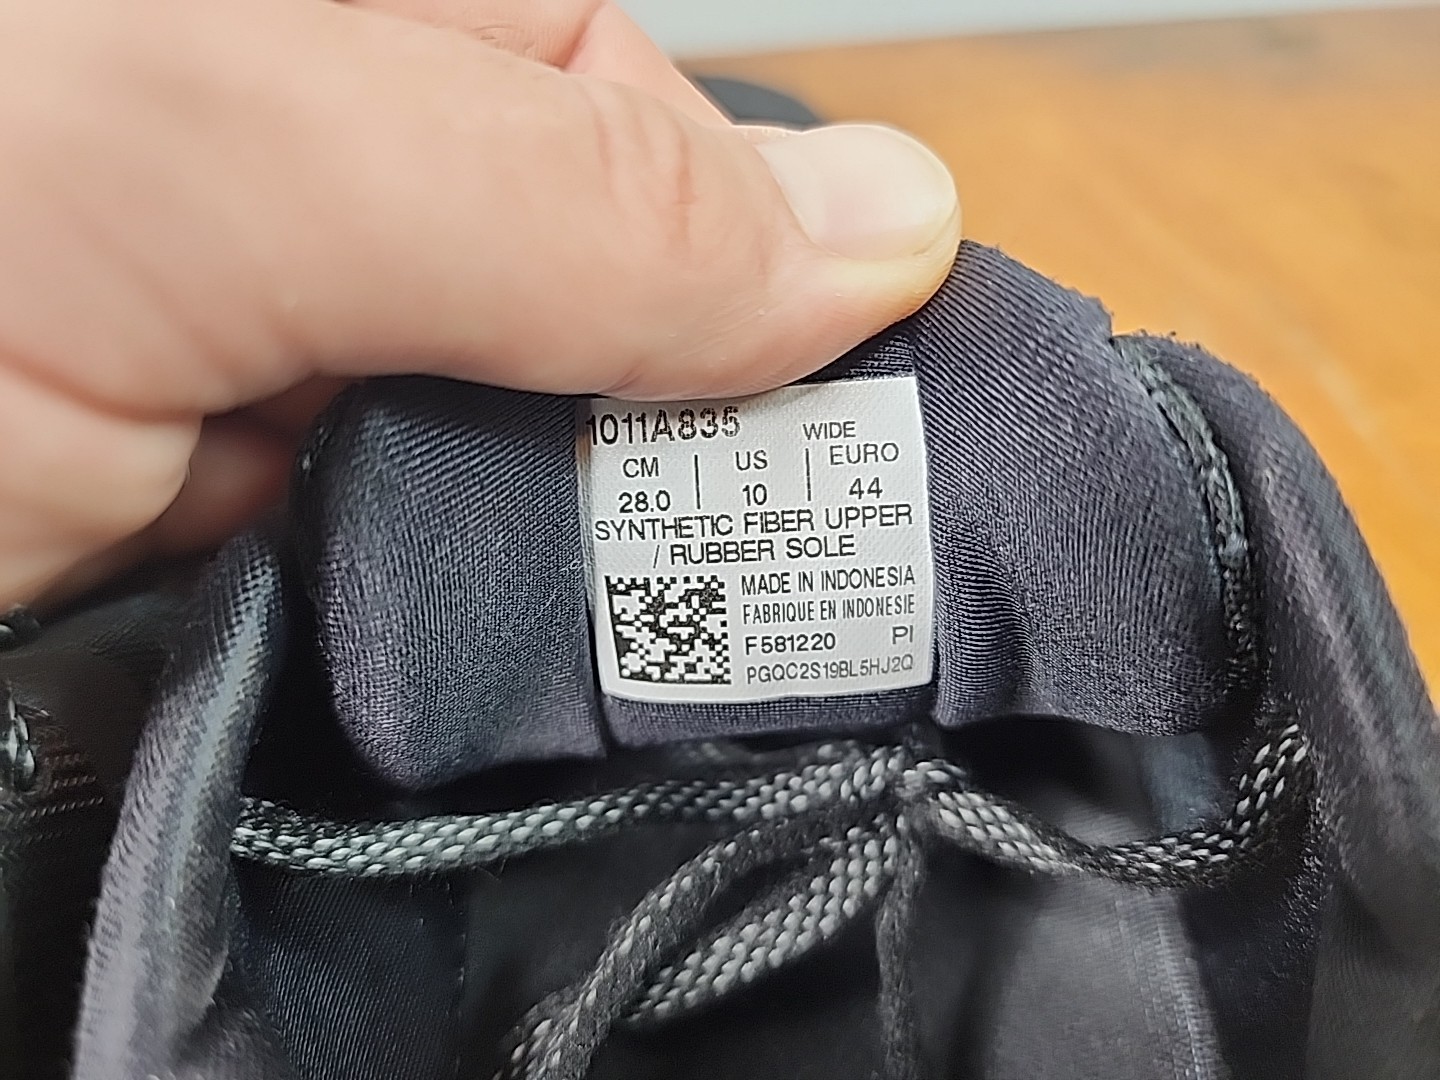 1011A835
WIDE
CM | US | EURO
28.0 | 10 | 44
SYNTHETIC FIBER UPPER
/ RUBBER SOLE
MADE IN INDONESIA
FABRIQUE EN INDONESIE
F581220 PI
PGQC2S19BL5HJ2Q